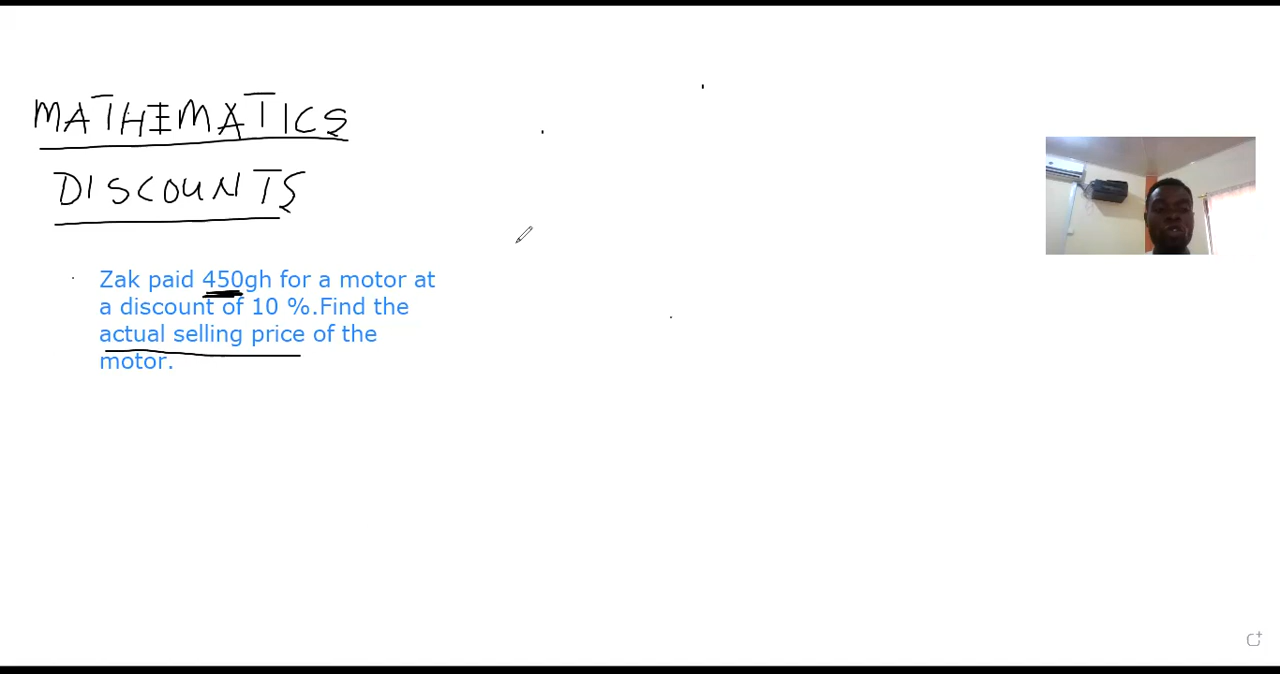 MATHEMATICS
DISCOUNTS
Zak paid 450gh for a motor at
a discount of 10 %.Find the
actual selling price of the
motor.